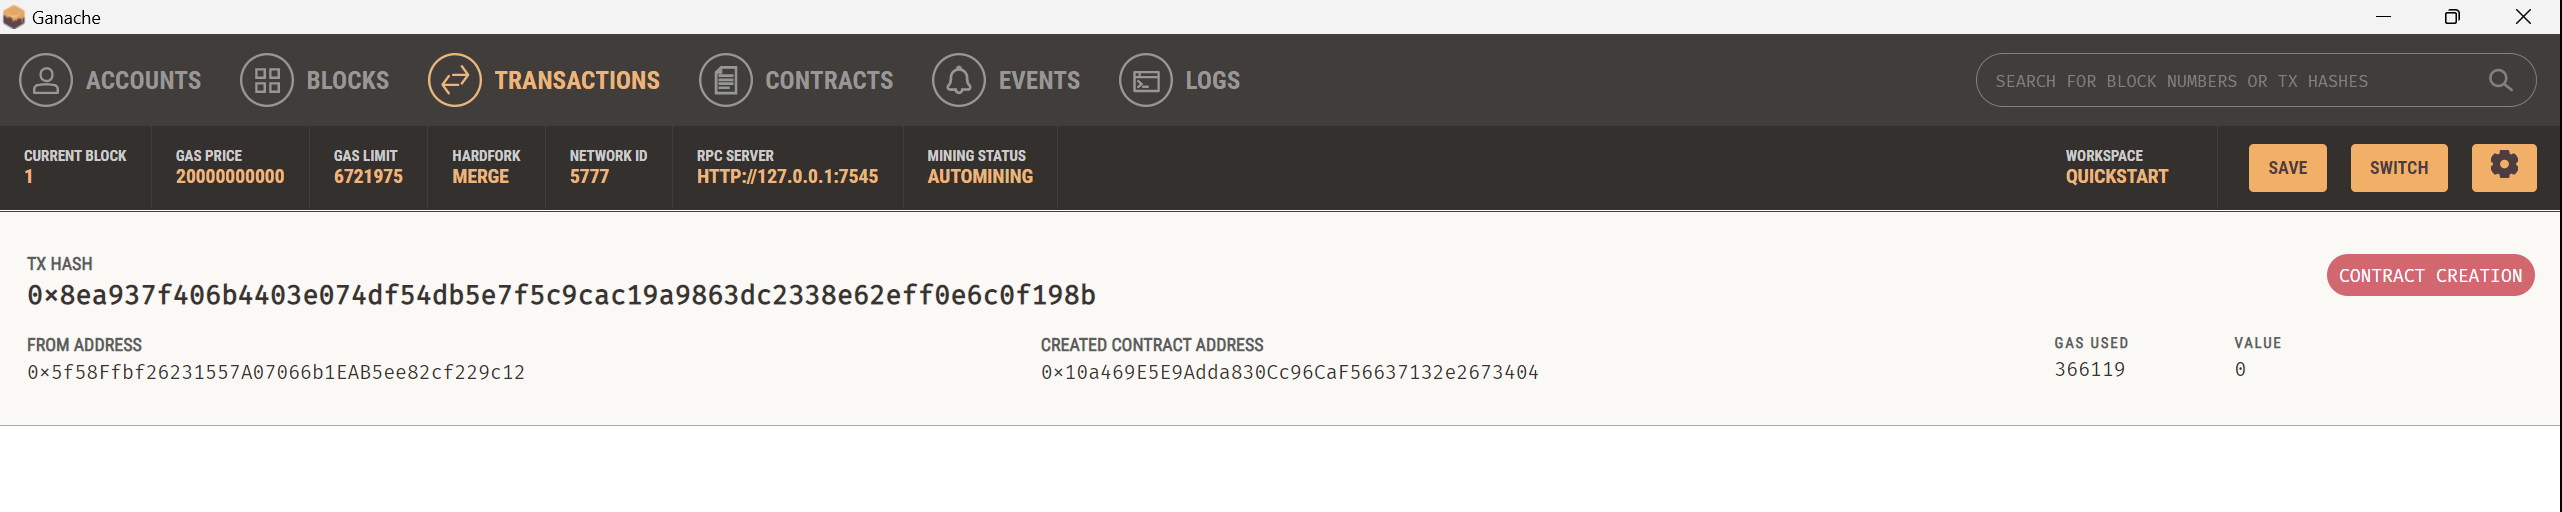 Ganache
ACCOUNTS BLOCKS TRANSACTIONS CONTRACTS EVENTS LOGS SEARCH FOR BLOCK NUMBERS OR TX HASHES
CURRENT BLOCK GAS PRICE GAS LIMIT HARDFORK NETWORK ID RPC SERVER MINING STATUS WORKSPACE
1 20000000000 6721975 MERGE 5777 HTTP://127.0.0.1:7545 AUTOMINING QUICKSTART SAVE SWITCH
TX HASH
0×8ea937f406b4403e074df54db5e7f5c9cac19a9863dc2338e62eff0e6c0f198b CONTRACT CREATION
FROM ADDRESS CREATED CONTRACT ADDRESS GAS USED VALUE
0×5f58Ffbf26231557A07066b1EAB5ee82cf229c12 0×10a469E5E9Adda830Cc96CaF56637132e2673404 366119 0